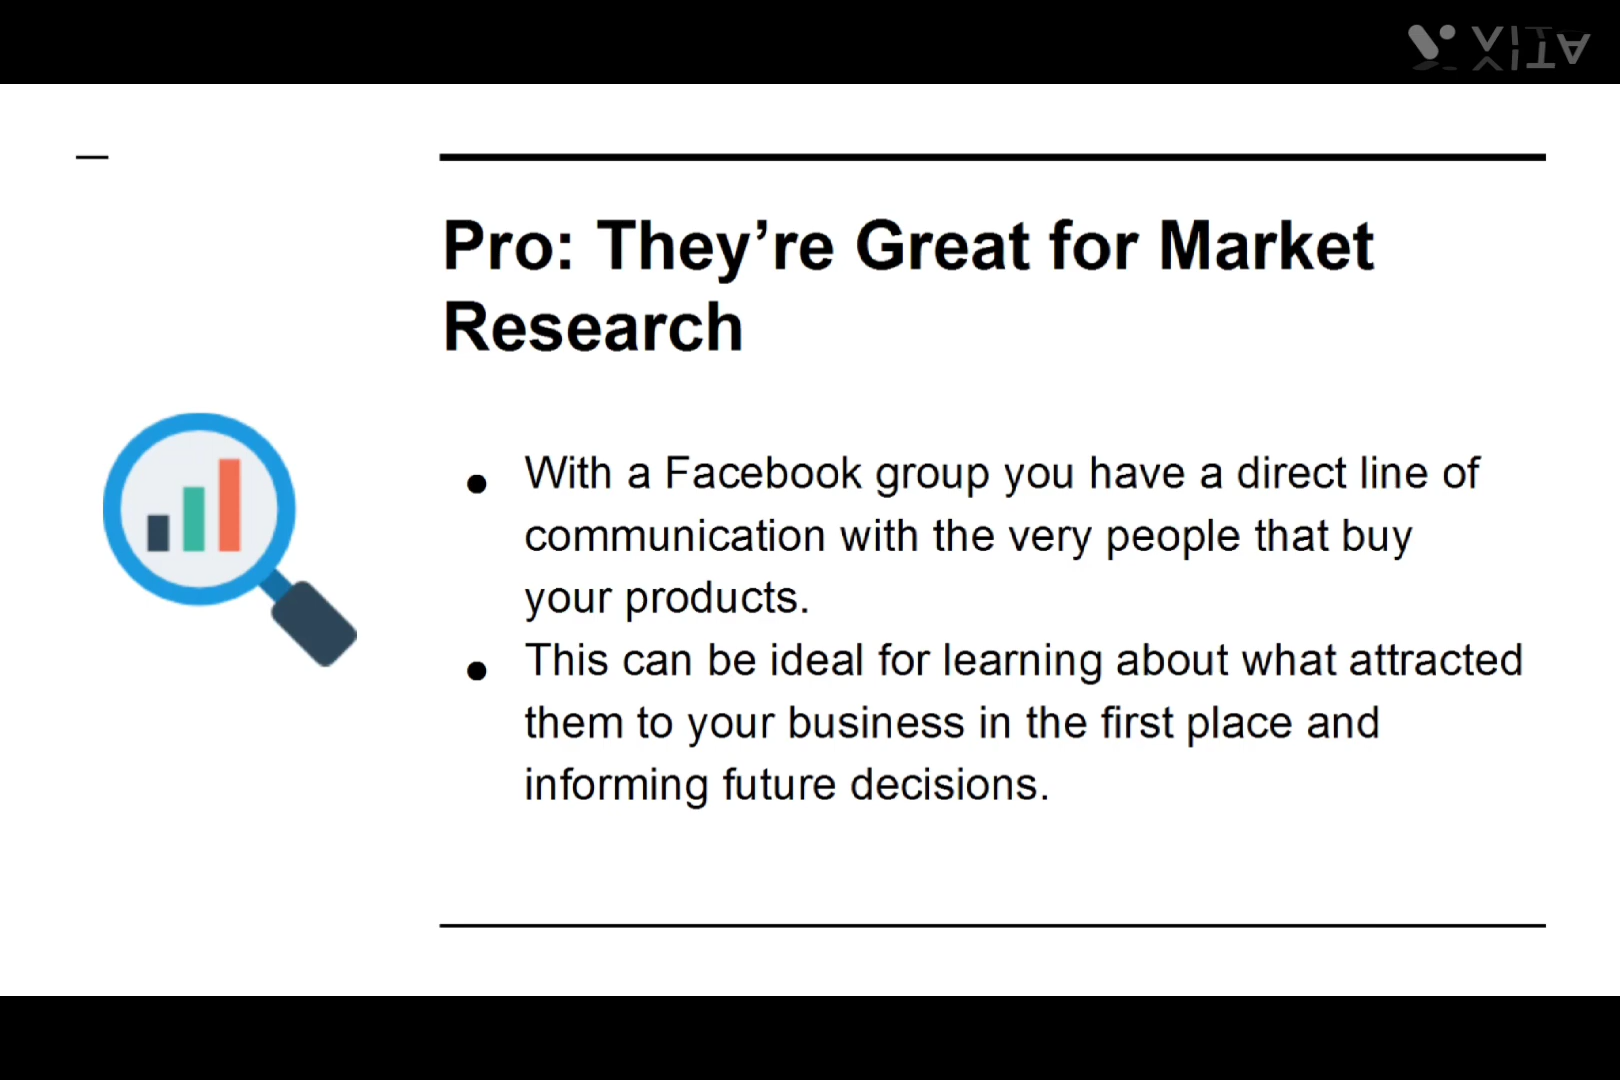 VITA
Pro: They’re Great for Market
Research
With a Facebook group you have a direct line of
communication with the very people that buy
your products.
This can be ideal for learning about what attracted
them to your business in the first place and
informing future decisions.